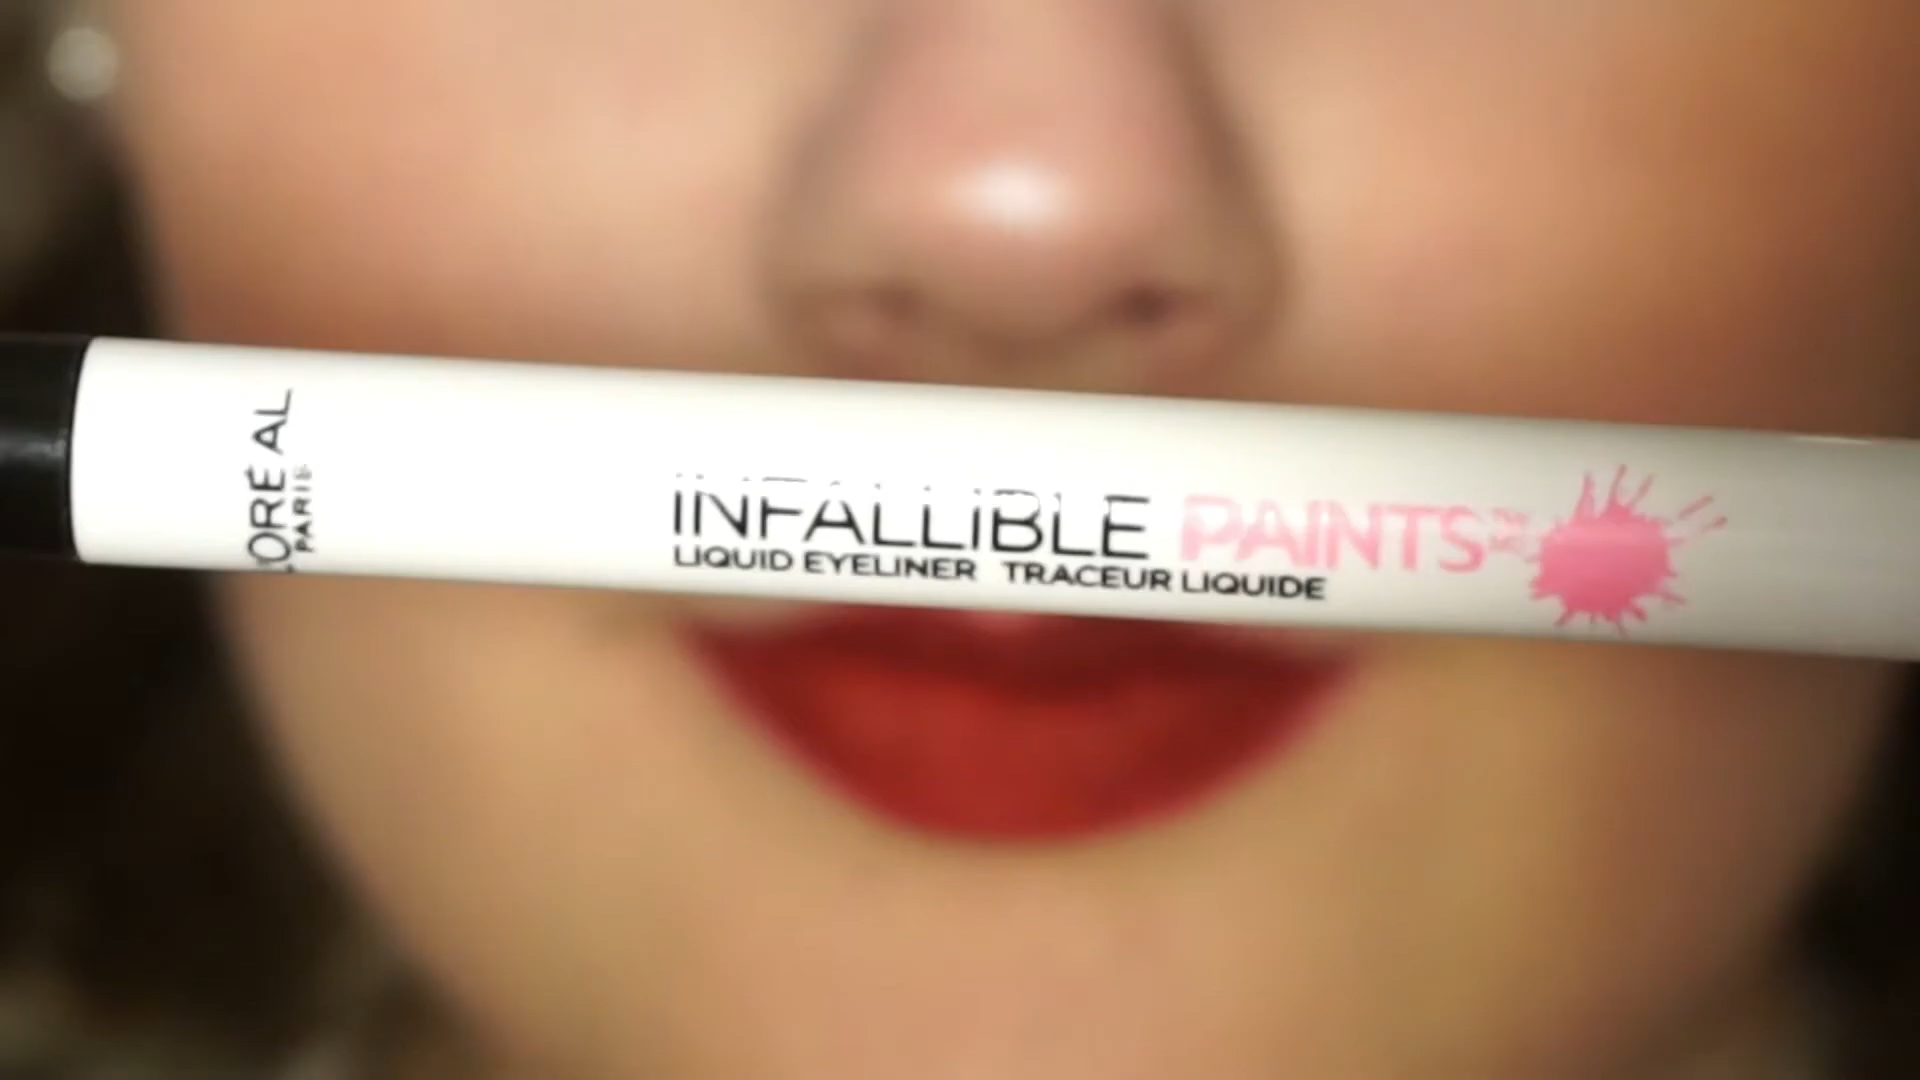 L'ORÉAL
PARIS
INFALLIBLE PAINTS
LIQUID EYELINER TRACEUR LIQUIDE